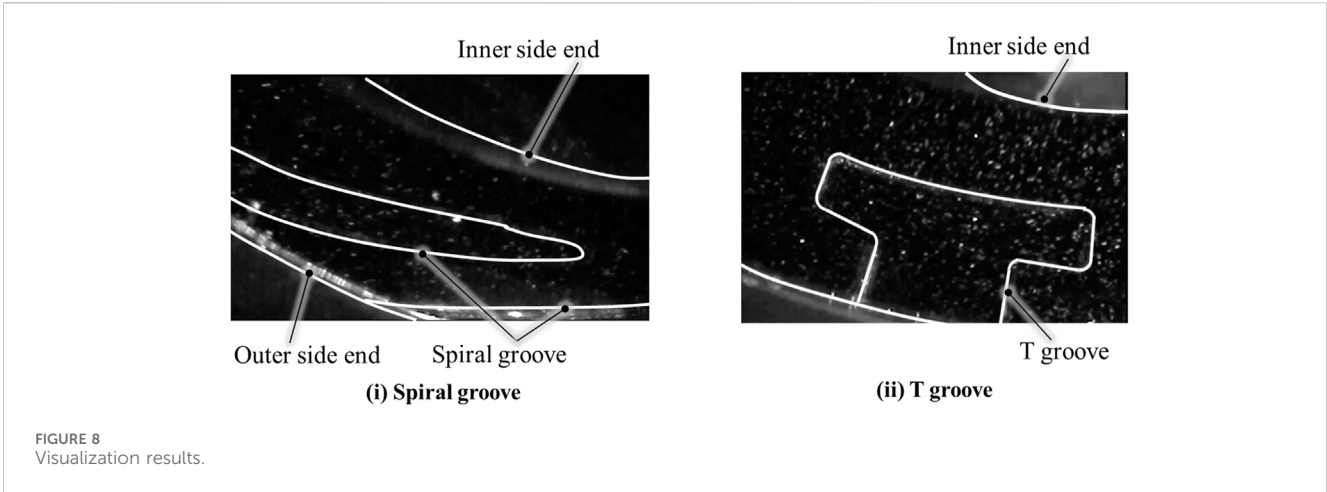 Inner side end
Inner side end
Outer side end
Spiral groove
T groove
(i) Spiral groove
(ii) T groove
FIGURE 8
Visualization results.